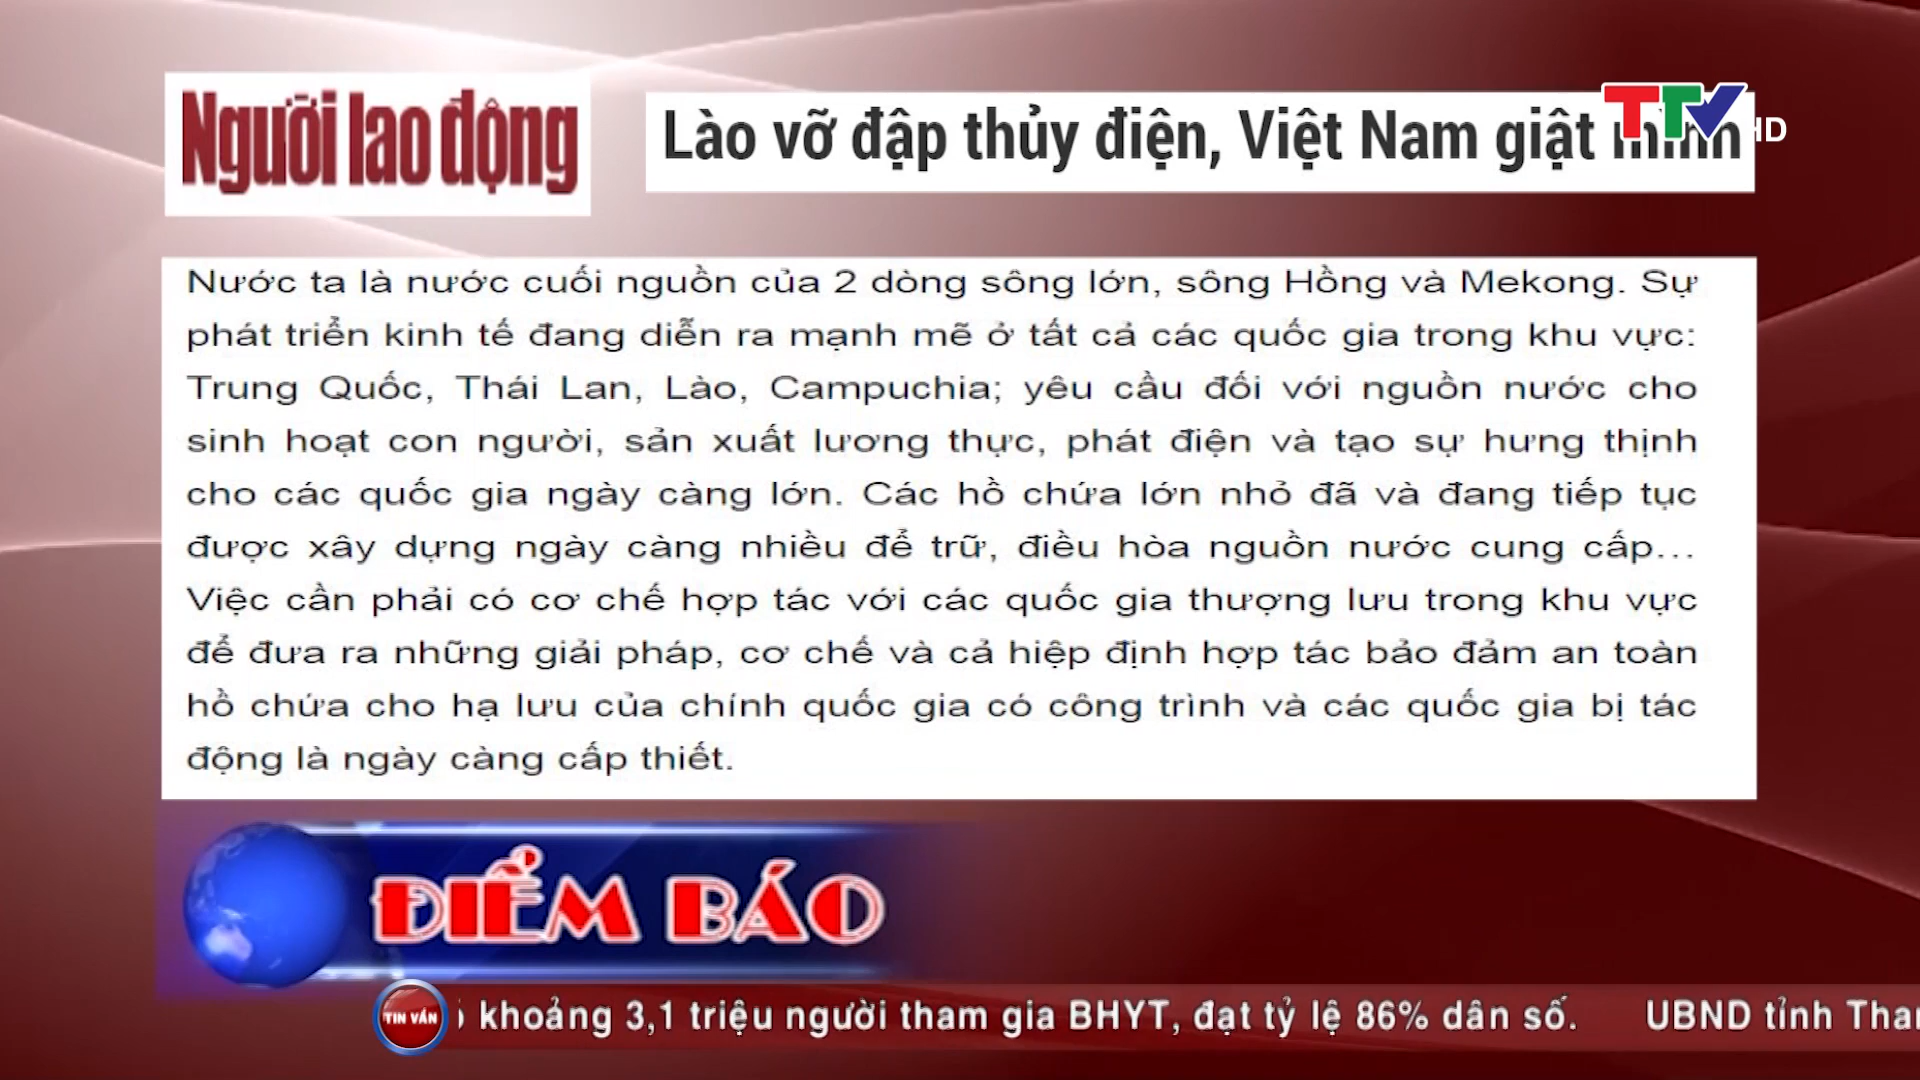 Người lao động
Lào vỡ đập thủy điện, Việt Nam giật mình
TTV
HD
Nước ta là nước cuối nguồn của 2 dòng sông lớn, sông Hồng và Mekong. Sự
phát triển kinh tế đang diễn ra mạnh mẽ ở tất cả các quốc gia trong khu vực:
Trung Quốc, Thái Lan, Lào, Campuchia; yêu cầu đối với nguồn nước cho
sinh hoạt con người, sản xuất lương thực, phát điện và tạo sự hưng thịnh
cho các quốc gia ngày càng lớn. Các hồ chứa lớn nhỏ đã và đang tiếp tục
được xây dựng ngày càng nhiều để trữ, điều hòa nguồn nước cung cấp...
Việc cần phải có cơ chế hợp tác với các quốc gia thượng lưu trong khu vực
để đưa ra những giải pháp, cơ chế và cả hiệp định hợp tác bảo đảm an toàn
hồ chứa cho hạ lưu của chính quốc gia có công trình và các quốc gia bị tác
động là ngày càng cấp thiết.
ĐIỂM BÁO
TIN VẮN
khoảng 3,1 triệu người tham gia BHYT, đạt tỷ lệ 86% dân số. UBND tỉnh